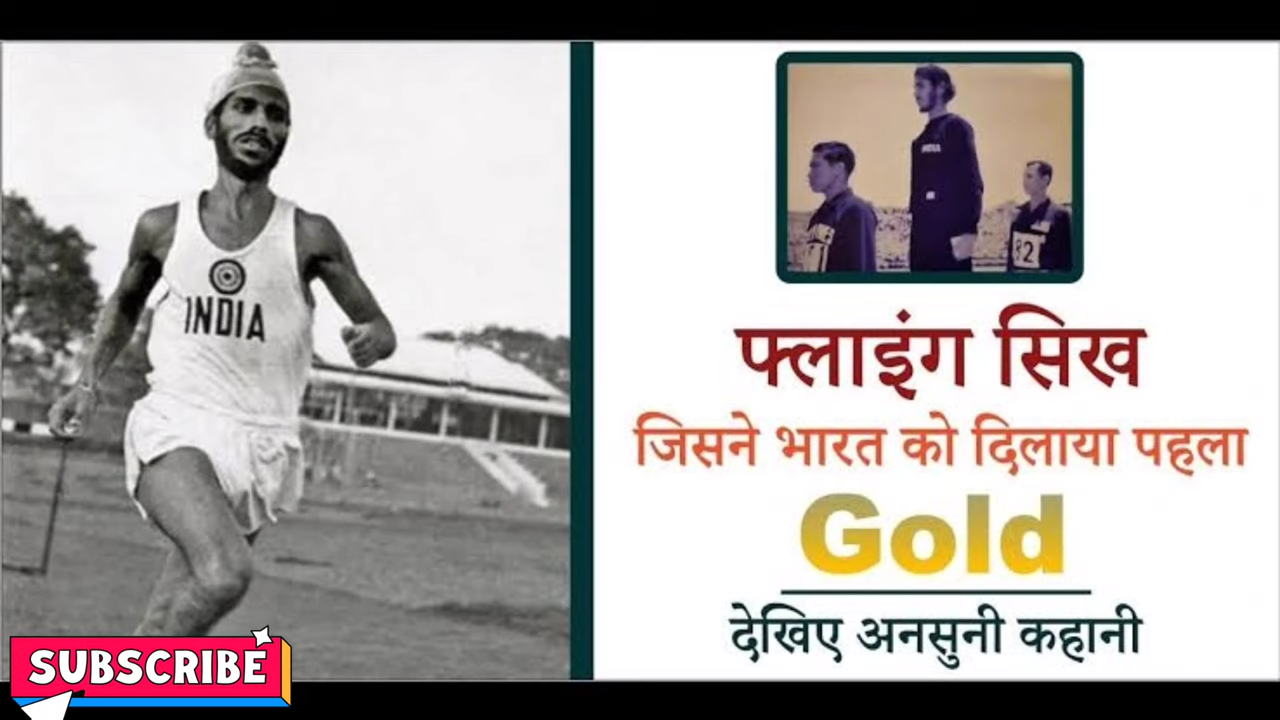 INDIA
INDIA
82
फ्लाइंग सिख
जिसने भारत को दिलाया पहला
Gold
देखिए अनसुनी कहानी
SUBSCRIBE